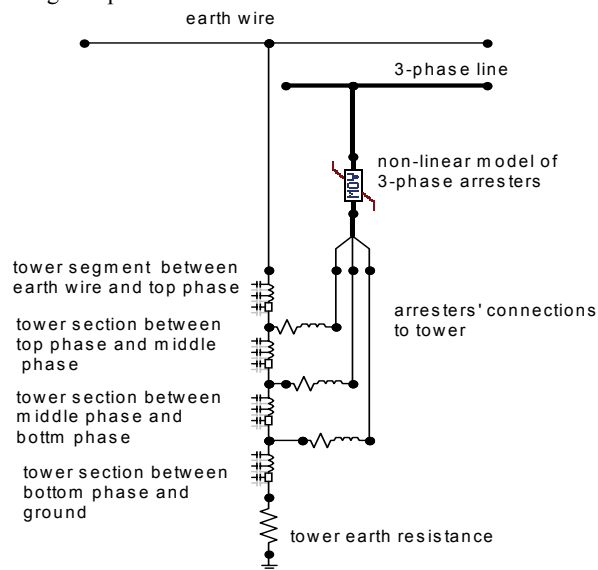 earth wire
3-phase line
non-linear model of
3-phase arresters
MOV
tower segment between
earth wire and top phase
arresters' connections
to tower
tower section between
top phase and middle
phase
tower section between
middle phase and
bottm phase
tower section between
bottom phase and
ground
tower earth resistance